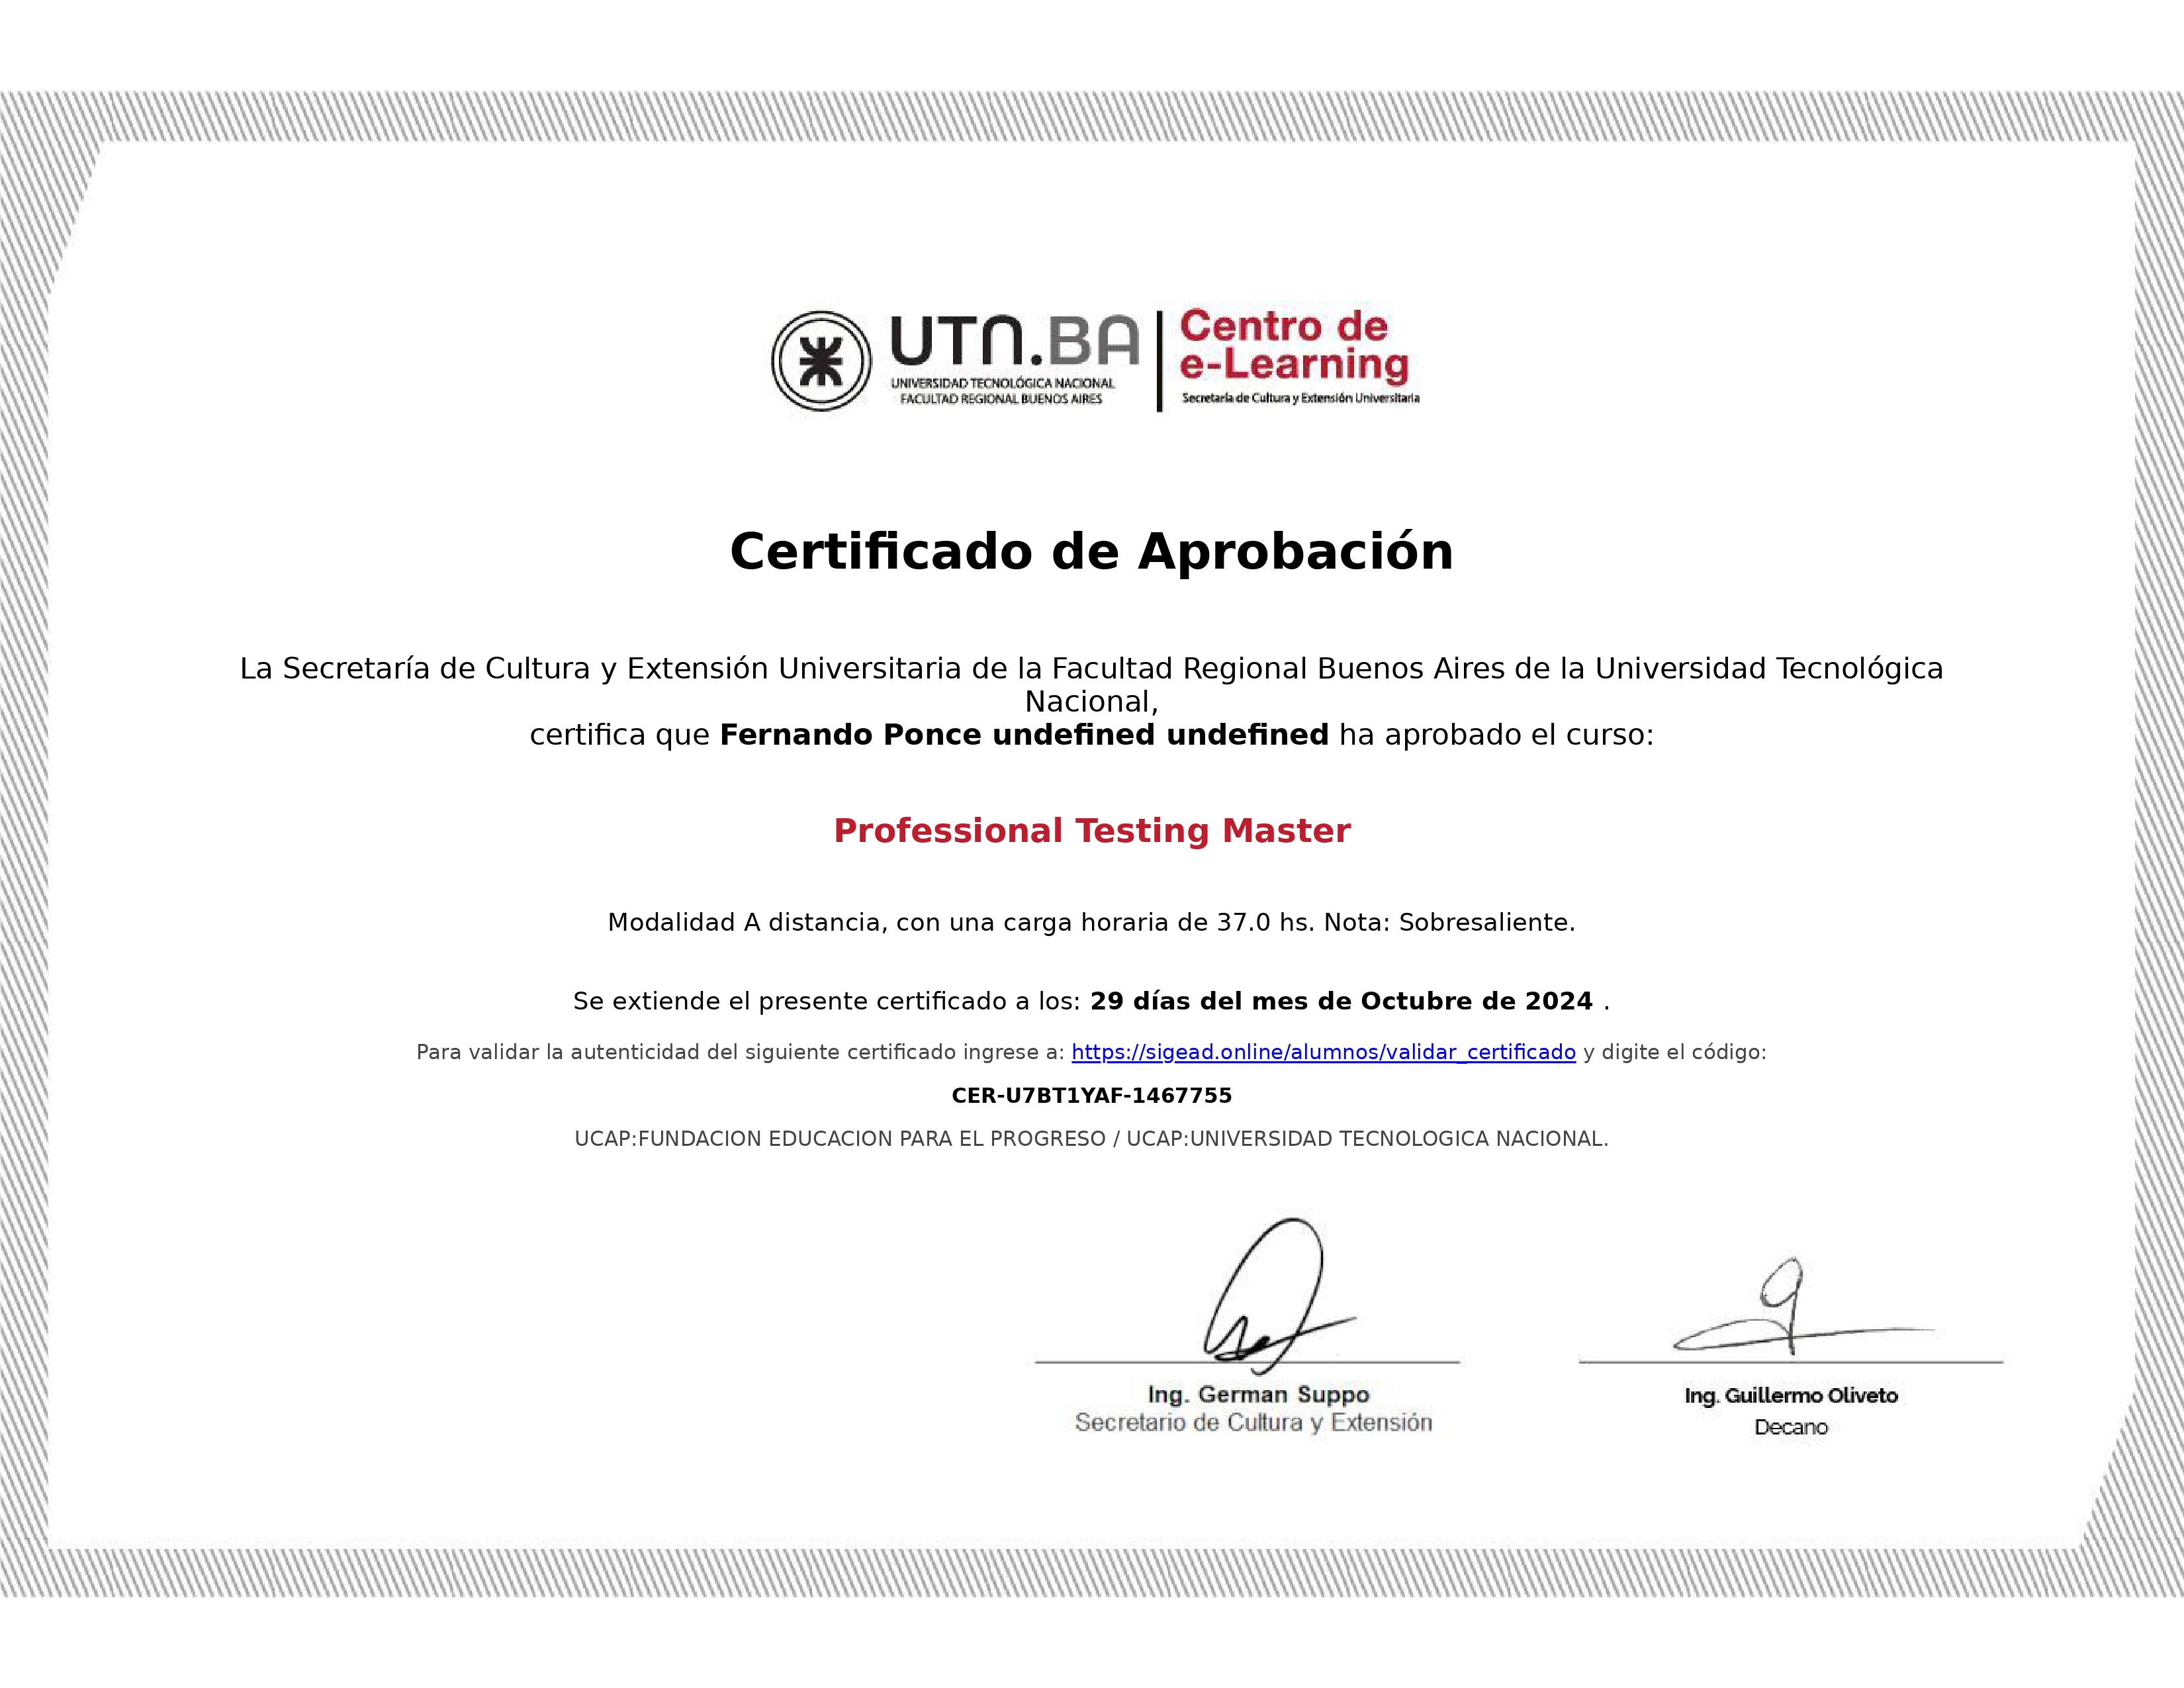 UTN.BA
UNIVERSIDAD TECNOLÓGICA NACIONAL
FACULTAD REGIONAL BUENOS AIRES
Centro de
e-Learning
Secretaría de Cultura y Extensión Universitaria
Certificado de Aprobación
La Secretaría de Cultura y Extensión Universitaria de la Facultad Regional Buenos Aires de la Universidad Tecnológica
Nacional,
certifica que Fernando Ponce undefined undefined ha aprobado el curso:
Professional Testing Master
Modalidad A distancia, con una carga horaria de 37.0 hs. Nota: Sobresaliente.
Se extiende el presente certificado a los: 29 días del mes de Octubre de 2024 .
Para validar la autenticidad del siguiente certificado ingrese a: https://sigead.online/alumnos/validar_certificado y digite el código:
CER-U7BT1YAF-1467755
UCAP:FUNDACION EDUCACION PARA EL PROGRESO / UCAP:UNIVERSIDAD TECNOLOGICA NACIONAL.
Ing. German Suppo
Secretario de Cultura y Extensión
Ing. Guillermo Oliveto
Decano